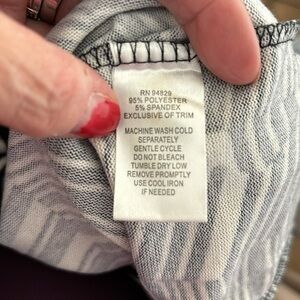 RN 94829
95% POLYESTER
5% SPANDEX
EXCLUSIVE OF TRIM
MACHINE WASH COLD
SEPARATELY
GENTLE CYCLE
DO NOT BLEACH
TUMBLE DRY LOW
REMOVE PROMPTLY
USE COOL IRON
IF NEEDED